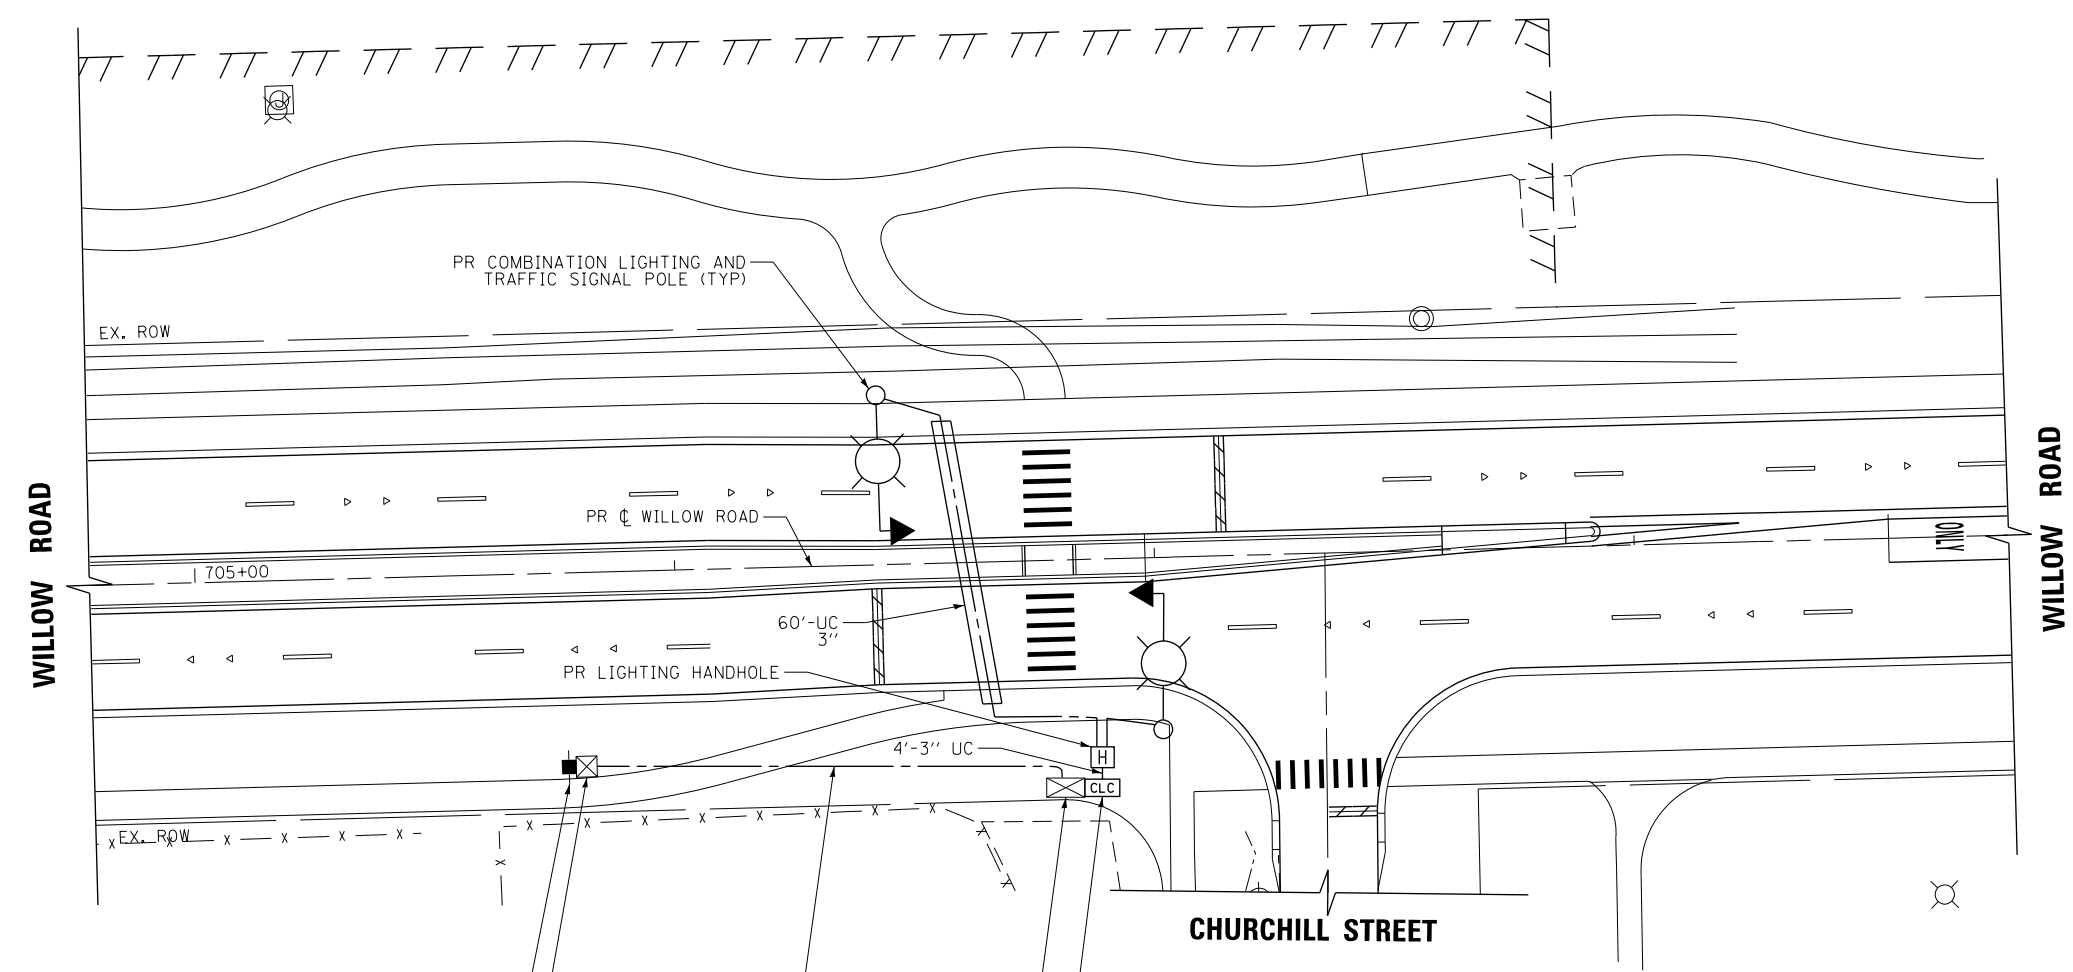 PR COMBINATION LIGHTING AND
TRAFFIC SIGNAL POLE (TYP)
EX. ROW
WILLOW ROAD
WILLOW ROAD
PR ℄ WILLOW ROAD
ONLY
705+00
60'-UC
3"
PR LIGHTING HANDHOLE
4'-3" UC
H
CLC
EX. ROW
CHURCHILL STREET